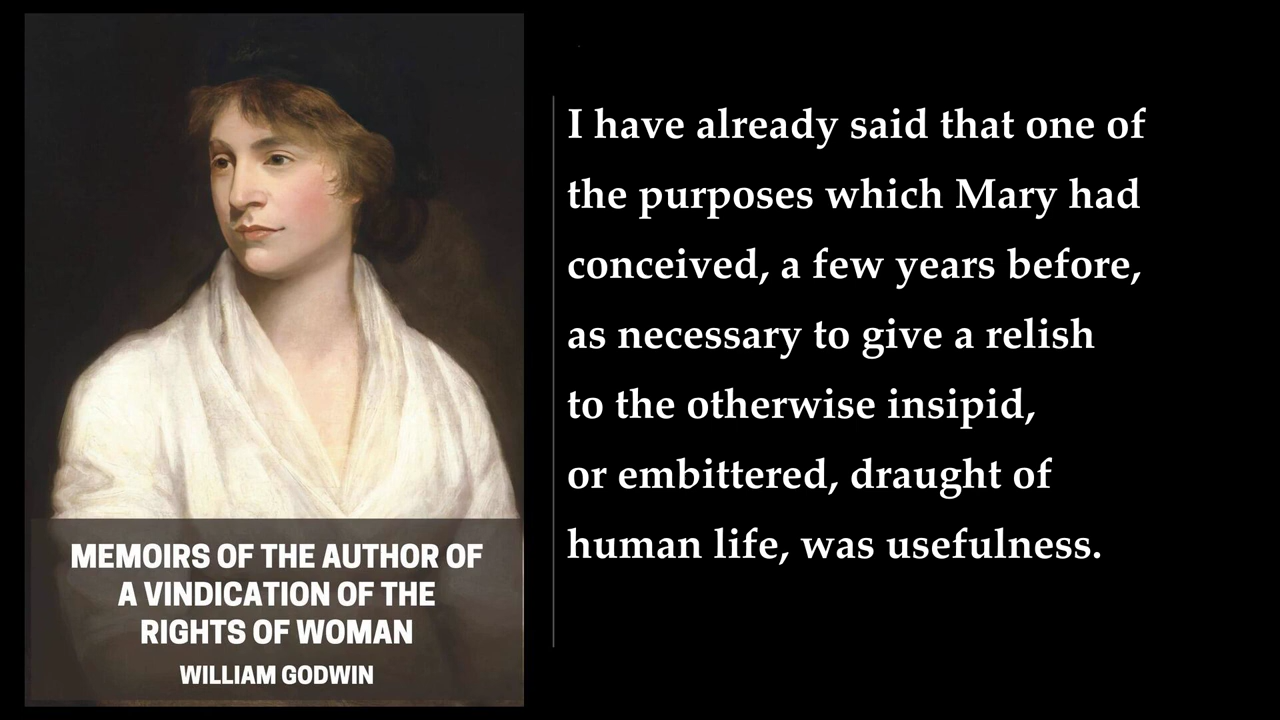 MEMOIRS OF THE AUTHOR OF
A VINDICATION OF THE
RIGHTS OF WOMAN
WILLIAM GODWIN
I have already said that one of
the purposes which Mary had
conceived, a few years before,
as necessary to give a relish
to the otherwise insipid,
or embittered, draught of
human life, was usefulness.